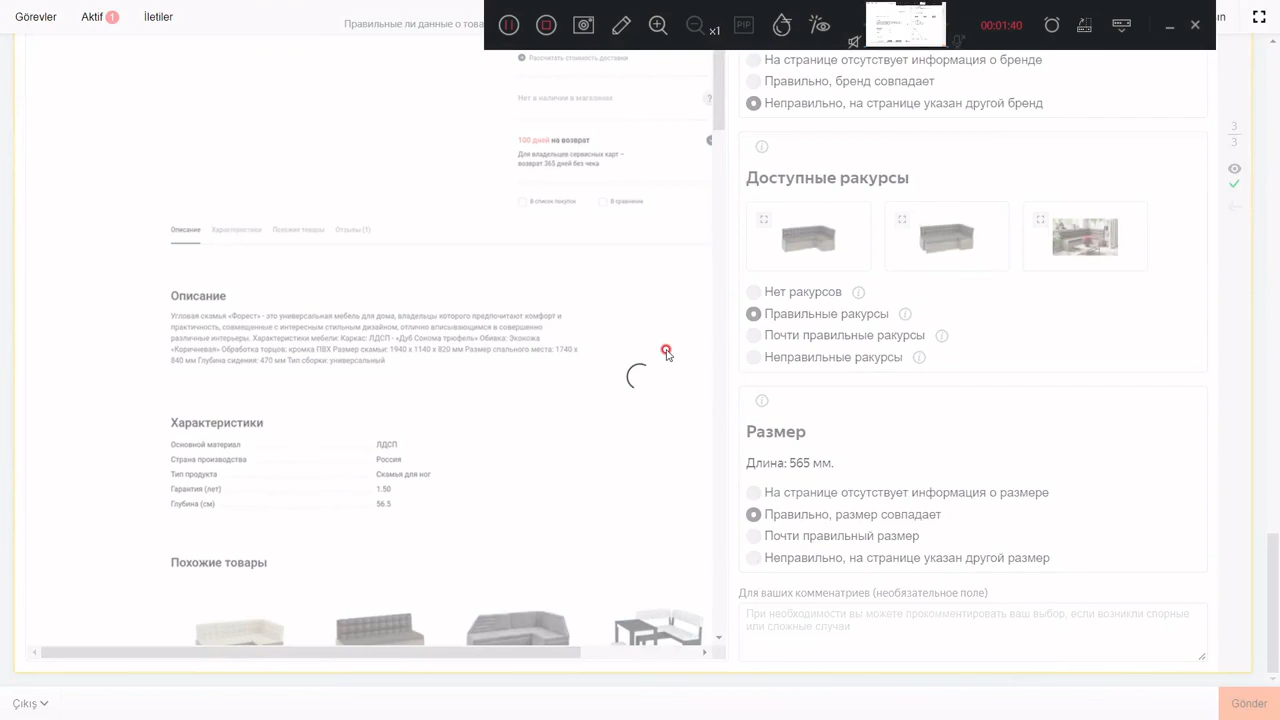 Görev
Aktif 1
İletiler
Правильные ли данные о това
×1
PIP
00:01:40
ın
Рассчитать стоимость доставки
Нет в наличии в магазинах
?
100 дней на возврат
Для владельцев сервисных карт –
возврат 365 дней без чека
В список покупок
В сравнение
Описание
Характеристики
Похожие товары
Отзывы (3)
Описание
Угловая скамья «Форест» - это универсальная мебель для дома, владельцы которого предпочитают комфорт и
практичность, совмещенные с интересным стильным дизайном, отлично вписывающимся в совершенно
различные интерьеры. Характеристики мебели: Каркас: ЛДСП - «Дуб Сонома трюфель» Обивка: Экокожа
«Коричневая» Обработка торцов: кромка ПВХ Размер скамьи: 1940 х 1140 х 820 мм Размер спального места: 1740 х
840 мм Глубина сидения: 470 мм Тип сборки: универсальный
Характеристики
Основной материал ЛДСП
Страна производства Россия
Тип продукта Скамья для ног
Гарантия (лет) 1.50
Глубина (см) 56.5
Похожие товары
На странице отсутствует информация о бренде
Правильно, бренд совпадает
Неправильно, на странице указан другой бренд
Доступные ракурсы
Нет ракурсов
Правильные ракурсы
Почти правильные ракурсы
Неправильные ракурсы
Размер
Длина: 565 мм.
На странице отсутствует информация о размере
Правильно, размер совпадает
Почти правильный размер
Неправильно, на странице указан другой размер
Для ваших комменатриев (необязательное поле)
При необходимости вы можете прокомментировать ваш выбор, если возникли спорные
или сложные случаи
3
3
Çıkış
Gönder